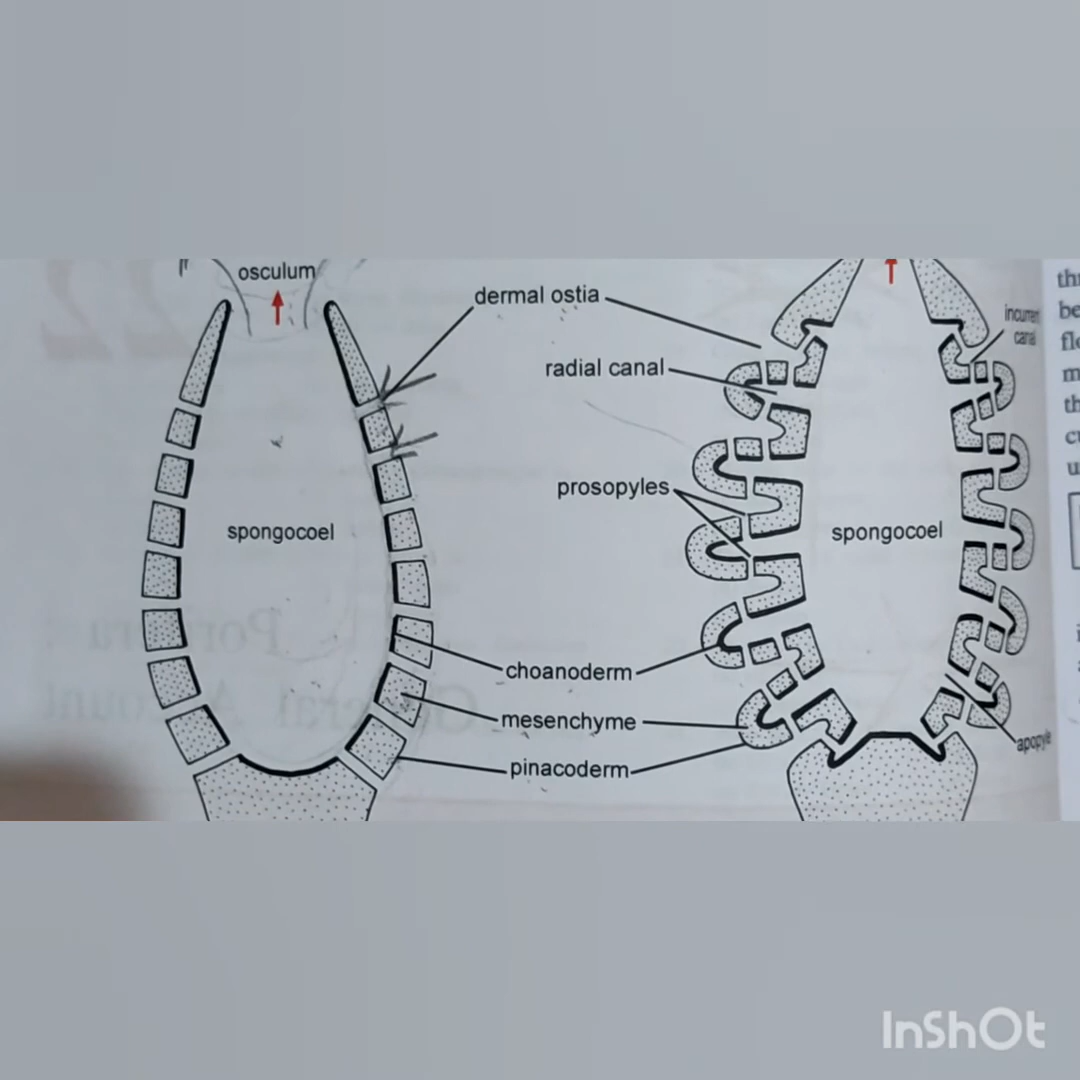 osculum
dermal ostia
incurrent
canal
radial canal
prosopyles
spongocoel
spongocoel
choanoderm
mesenchyme
pinacoderm
apopyle
InShOt